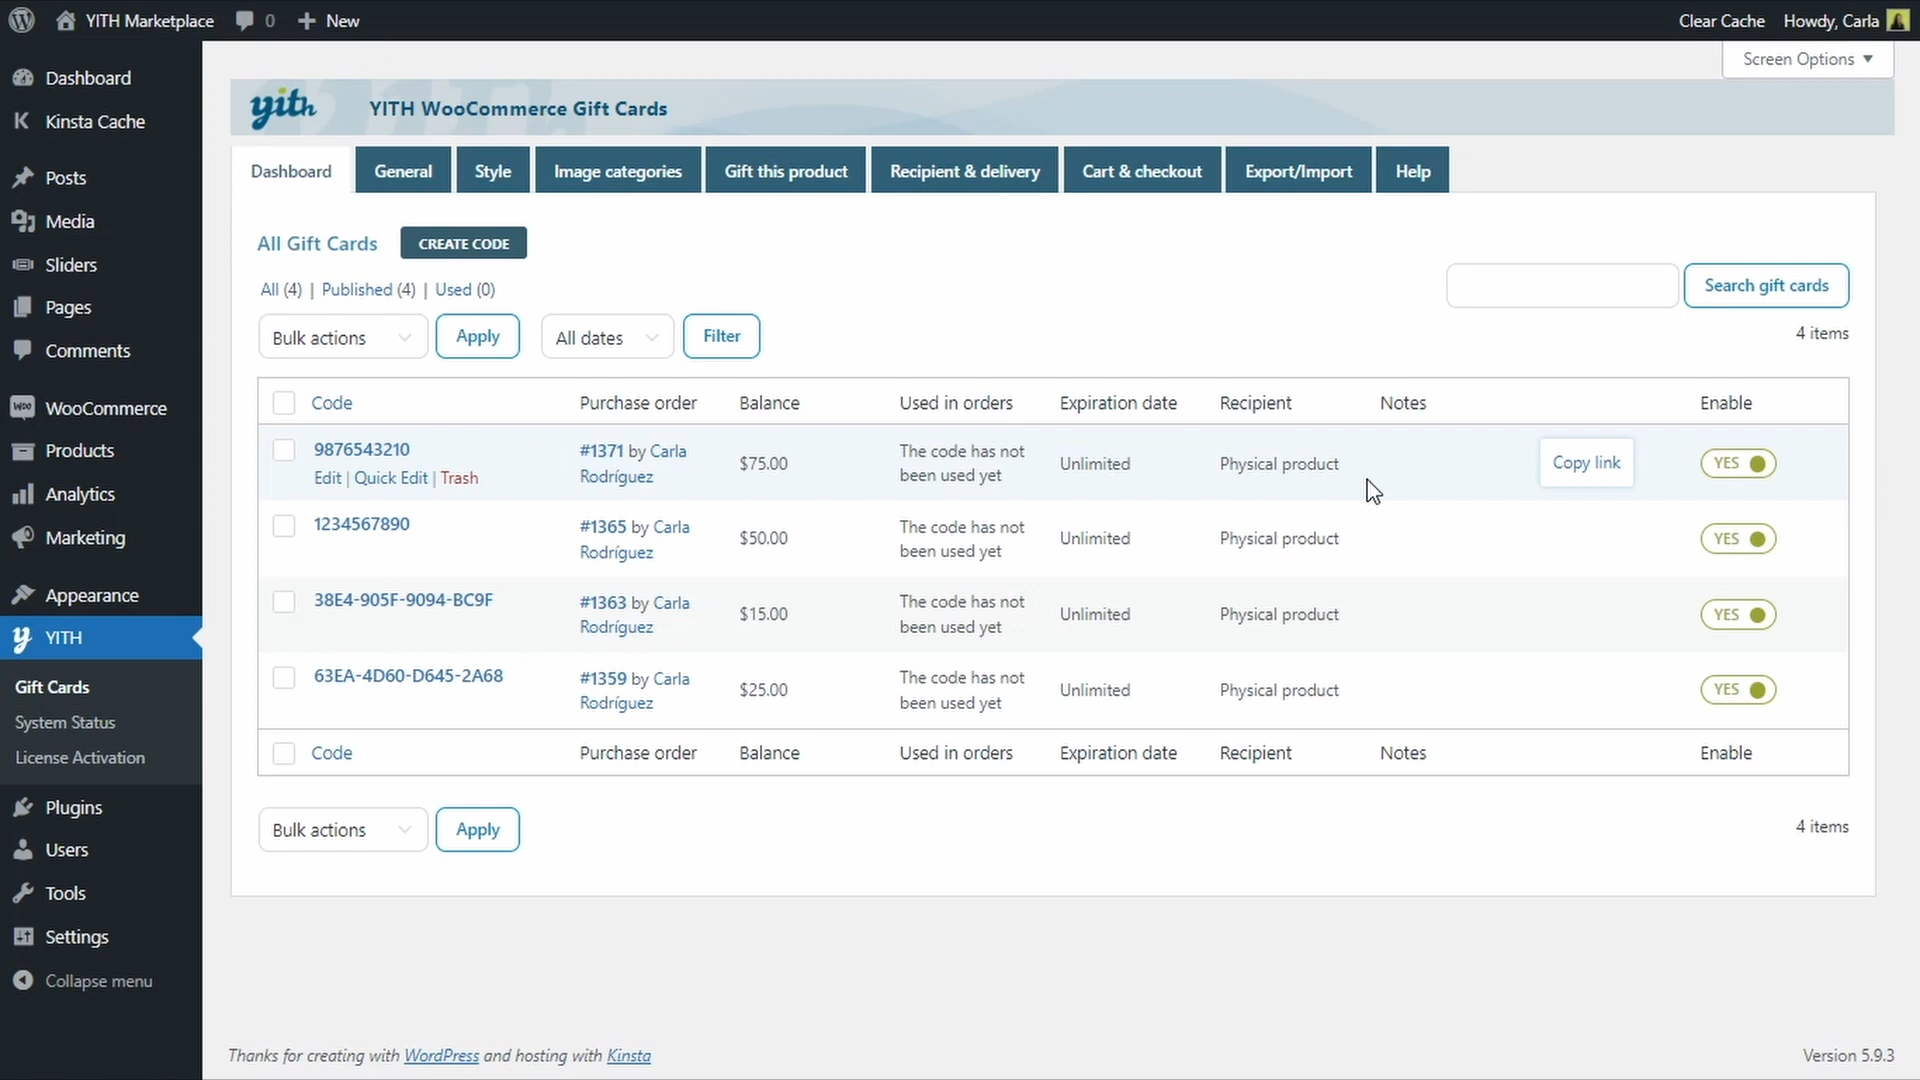 YITH Marketplace 0 New Clear Cache Howdy, Carla
Screen Options
Dashboard
Kinsta Cache
Posts
Media
Sliders
Pages
Comments
WooCommerce
Products
Analytics
Marketing
Appearance
YITH
Gift Cards
System Status
License Activation
Plugins
Users
Tools
Settings
Collapse menu
yith YITH WooCommerce Gift Cards
Dashboard General Style Image categories Gift this product Recipient & delivery Cart & checkout Export/Import Help
All Gift Cards CREATE CODE
All (4) | Published (4) | Used (0)
Search gift cards
Bulk actions Apply All dates Filter
4 items
Code Purchase order Balance Used in orders Expiration date Recipient Notes Enable
9876543210 #1371 by Carla Rodríguez $75.00 The code has not been used yet Unlimited Physical product Copy link YES
Edit | Quick Edit | Trash
1234567890 #1365 by Carla Rodríguez $50.00 The code has not been used yet Unlimited Physical product YES
38E4-905F-9094-BC9F #1363 by Carla Rodríguez $15.00 The code has not been used yet Unlimited Physical product YES
63EA-4D60-D645-2A68 #1359 by Carla Rodríguez $25.00 The code has not been used yet Unlimited Physical product YES
Code Purchase order Balance Used in orders Expiration date Recipient Notes Enable
Bulk actions Apply
4 items
Thanks for creating with WordPress and hosting with Kinsta
Version 5.9.3